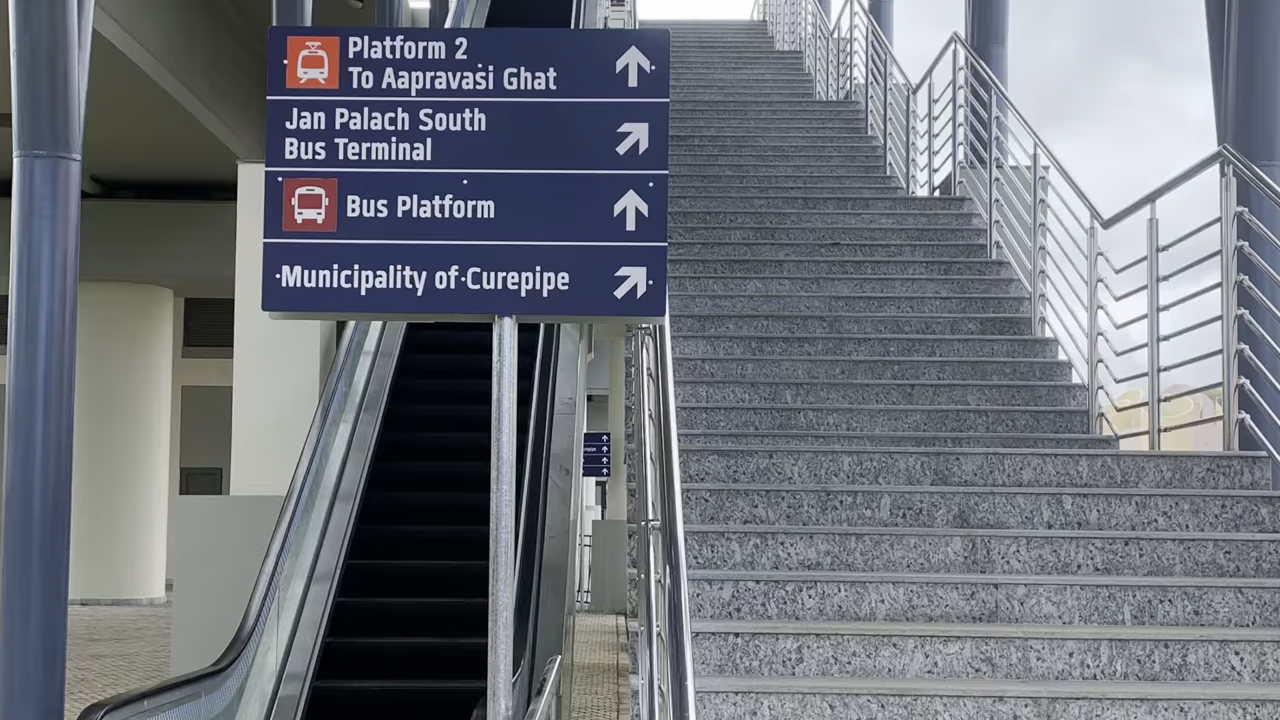 Platform 2
To Aapravasi Ghat
Jan Palach South
Bus Terminal
Bus Platform
Municipality of Curepipe